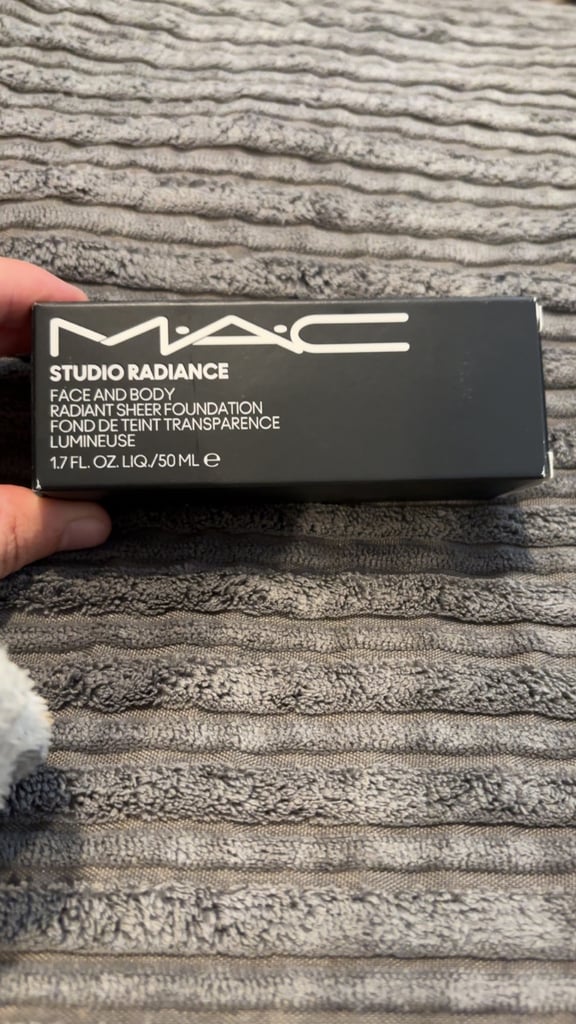 M·A·C
STUDIO RADIANCE
FACE AND BODY
RADIANT SHEER FOUNDATION
FOND DE TEINT TRANSPARENCE
LUMINEUSE
1.7 FL. OZ. LIQ./50 ML ℮